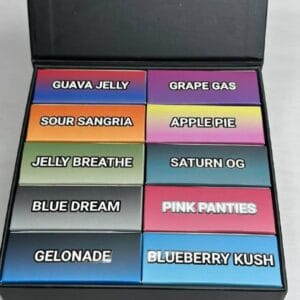 GUAVA JELLY
GRAPE GAS
SOUR SANGRIA
APPLE PIE
JELLY BREATHE
SATURN OG
BLUE DREAM
PINK PANTIES
GELONADE
BLUEBERRY KUSH